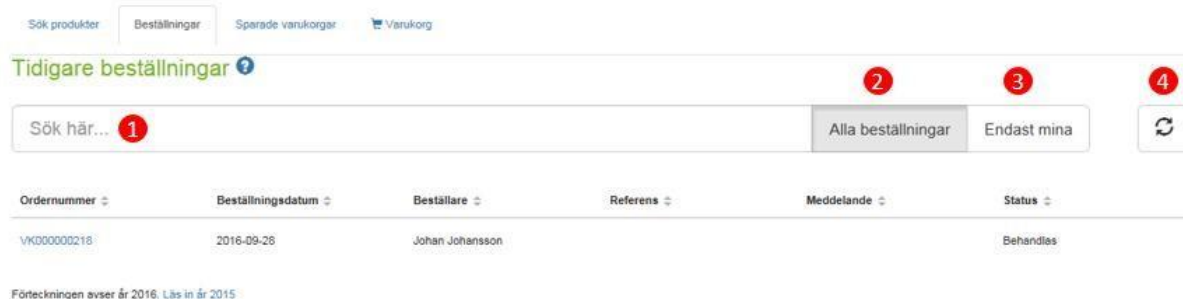 Sök produkter Beställningar Sparade varukorgar Varukorg
Tidigare beställningar ?
2 3 4
Sök här... 1 Alla beställningar Endast mina
Ordernummer Beställningsdatum Beställare Referens Meddelande Status
VK000000218 2016-09-28 Johan Johansson Behandlas
Förteckningen avser år 2016. Läs in år 2015